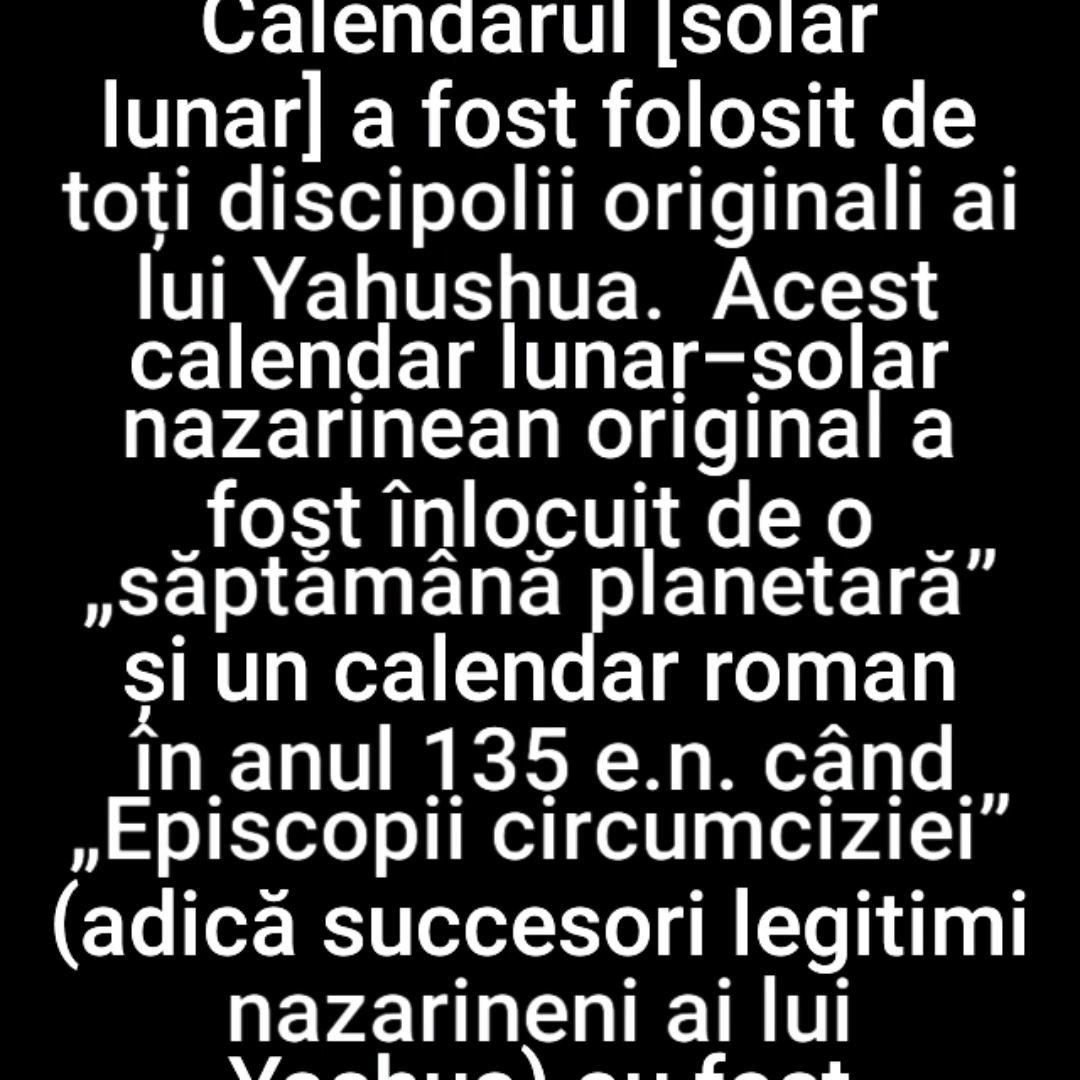 Calendarul [solar
lunar] a fost folosit de
toți discipolii originali ai
lui Yahushua. Acest
calendar lunar–solar
nazarinean original a
fost înlocuit de o
„săptămână planetară”
și un calendar roman
în anul 135 e.n. când
„Episcopii circumciziei”
(adică succesori legitimi
nazarineni ai lui
au fost